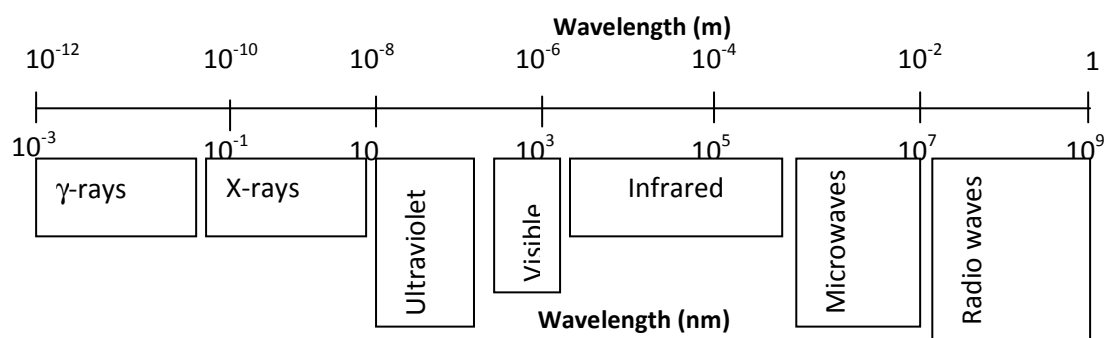 Wavelength (m)
10⁻¹² 10⁻¹⁰ 10⁻⁸ 10⁻⁶ 10⁻⁴ 10⁻² 1
10⁻³ 10⁻¹ 10 10³ 10⁵ 10⁷ 10⁹
γ-rays X-rays Ultraviolet Visible Infrared Microwaves Radio waves
Wavelength (nm)